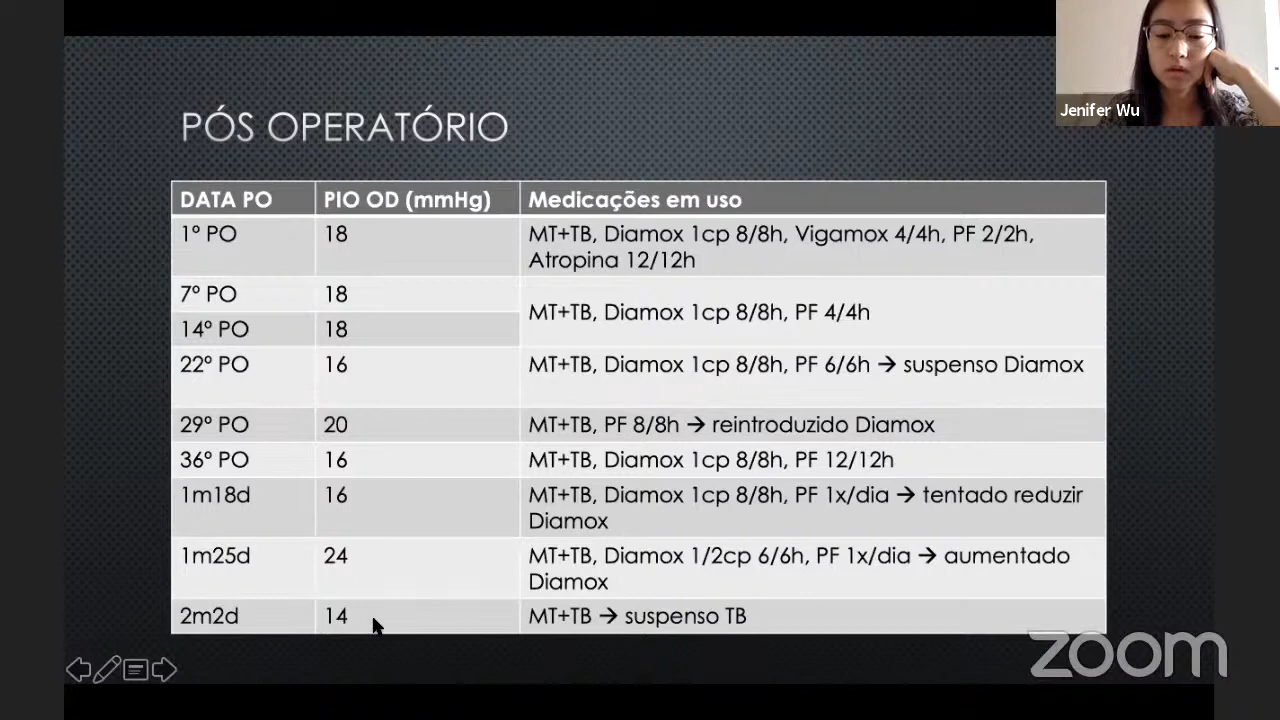 Jenifer Wu
PÓS OPERATÓRIO
DATA PO PIO OD (mmHg) Medicações em uso
1º PO 18 MT+TB, Diamox 1cp 8/8h, Vigamox 4/4h, PF 2/2h,
Atropina 12/12h
7º PO 18
MT+TB, Diamox 1cp 8/8h, PF 4/4h
14º PO 18
22º PO 16 MT+TB, Diamox 1cp 8/8h, PF 6/6h → suspenso Diamox
29º PO 20 MT+TB, PF 8/8h → reintroduzido Diamox
36º PO 16 MT+TB, Diamox 1cp 8/8h, PF 12/12h
1m18d 16 MT+TB, Diamox 1cp 8/8h, PF 1x/dia → tentado reduzir
Diamox
1m25d 24 MT+TB, Diamox 1/2cp 6/6h, PF 1x/dia → aumentado
Diamox
2m2d 14 MT+TB → suspenso TB
zoom